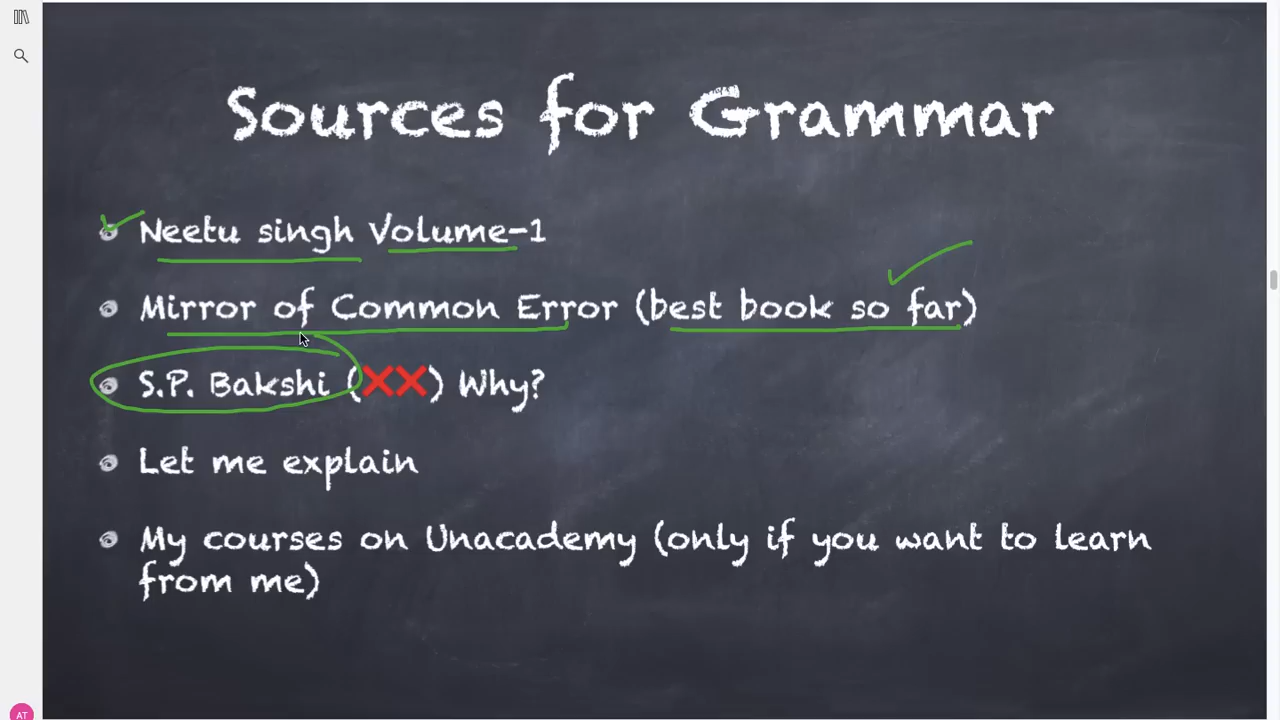 Sources for Grammar
Neetu singh Volume-1
Mirror of Common Error (best book so far)
S.P. Bakshi (❌❌) Why?
Let me explain
My courses on Unacademy (only if you want to learn
from me)
AT